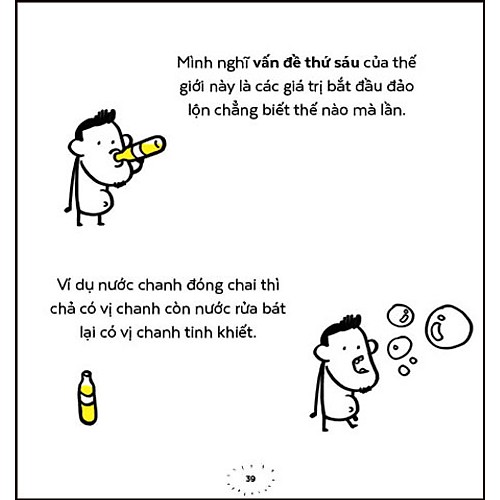 Mình nghĩ vấn đề thứ sáu của thế
giới này là các giá trị bắt đầu đảo
lộn chẳng biết thế nào mà lần.
Ví dụ nước chanh đóng chai thì
chả có vị chanh còn nước rửa bát
lại có vị chanh tinh khiết.
39